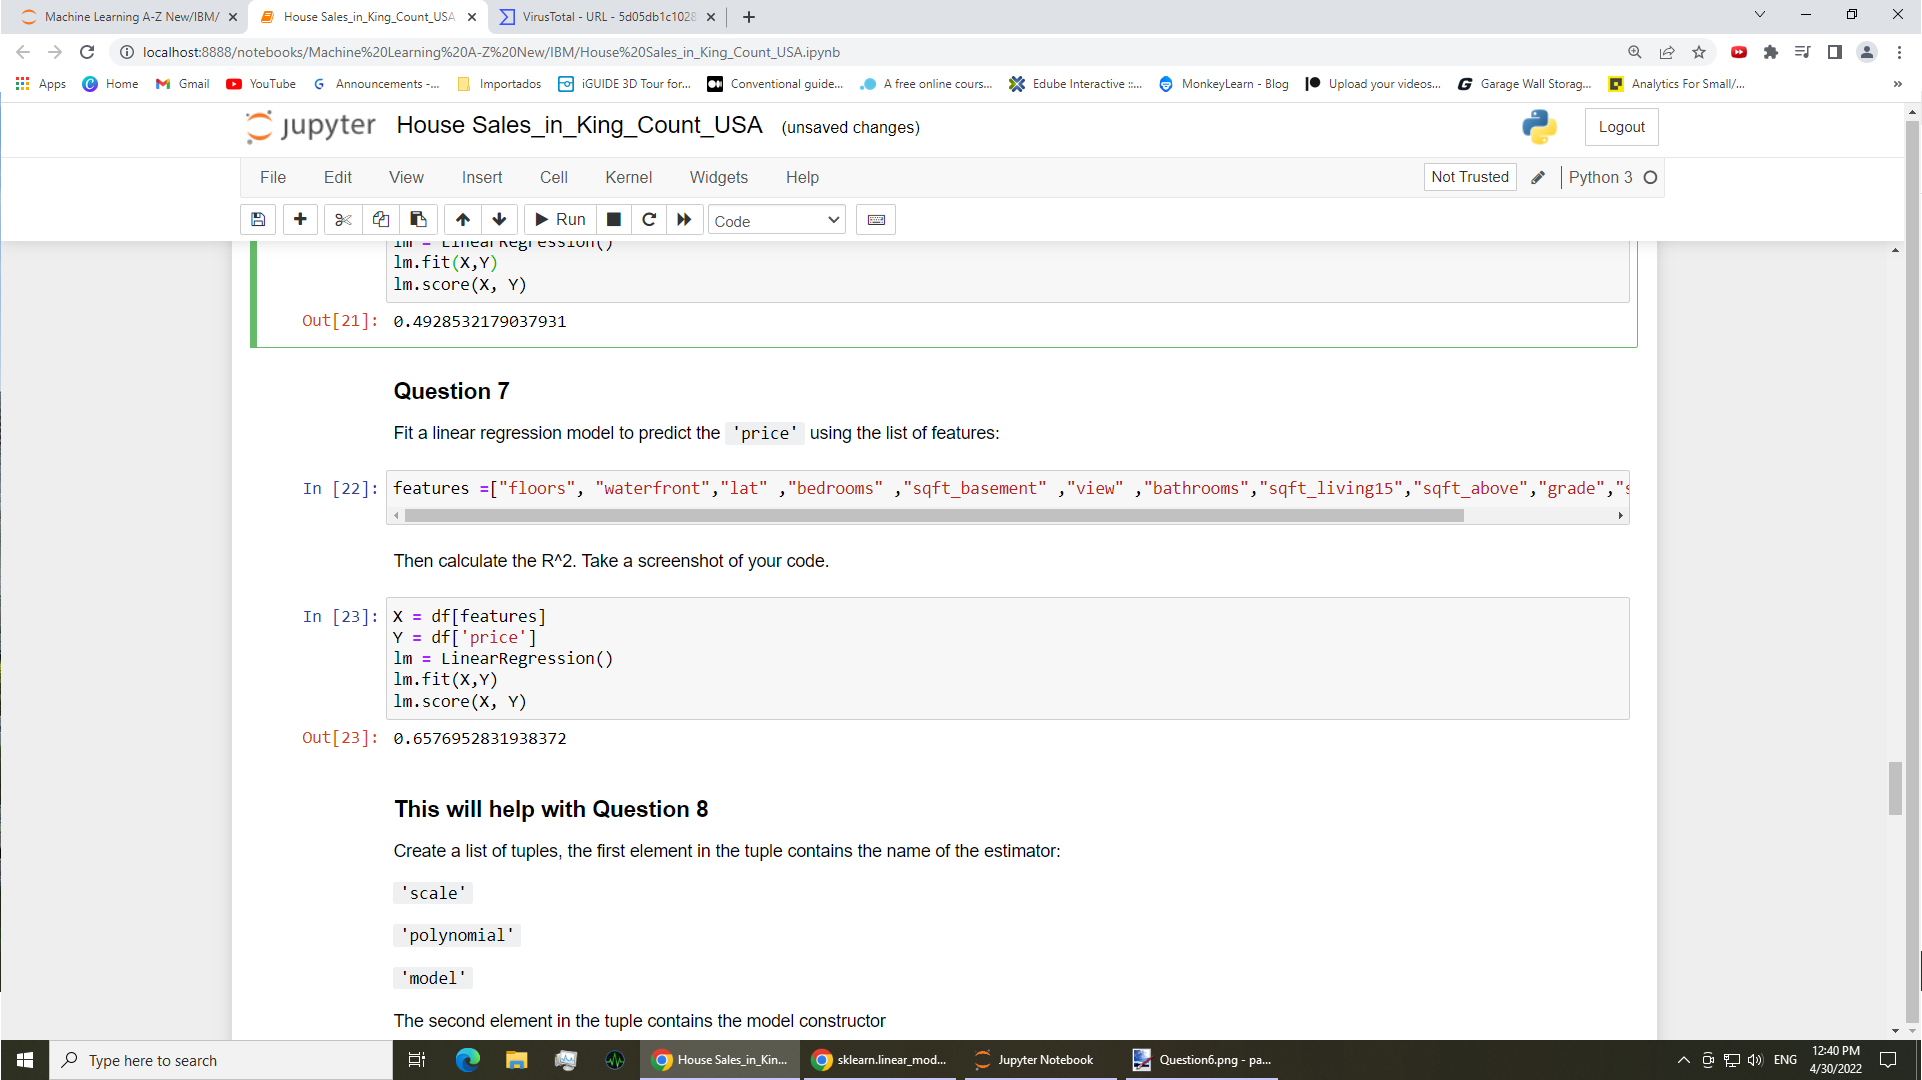 Machine Learning A-Z New/IBM/
House Sales_in_King_Count_USA
VirusTotal - URL - 5d05db1c1028
localhost:8888/notebooks/Machine%20Learning%20A-Z%20New/IBM/House%20Sales_in_King_Count_USA.ipynb
Apps Home Gmail YouTube Announcements -... Importados iGUIDE 3D Tour for... Conventional guide... A free online cours... Edube Interactive ::... MonkeyLearn - Blog Upload your videos... Garage Wall Storag... Analytics For Small/... »
jupyter House Sales_in_King_Count_USA (unsaved changes) Logout
File Edit View Insert Cell Kernel Widgets Help Not Trusted Python 3
Run Code
lm = LinearRegression()
lm.fit(X,Y)
lm.score(X, Y)
Out[21]: 0.4928532179037931
Question 7
Fit a linear regression model to predict the 'price' using the list of features:
In [22]: features =["floors", "waterfront","lat" ,"bedrooms" ,"sqft_basement" ,"view" ,"bathrooms","sqft_living15","sqft_above","grade","s
Then calculate the R^2. Take a screenshot of your code.
In [23]: X = df[features]
Y = df['price']
lm = LinearRegression()
lm.fit(X,Y)
lm.score(X, Y)
Out[23]: 0.6576952831938372
This will help with Question 8
Create a list of tuples, the first element in the tuple contains the name of the estimator:
'scale'
'polynomial'
'model'
The second element in the tuple contains the model constructor
Type here to search House Sales_in_Kin... sklearn.linear_mod... Jupyter Notebook Question6.png - pa... ENG 12:40 PM
4/30/2022